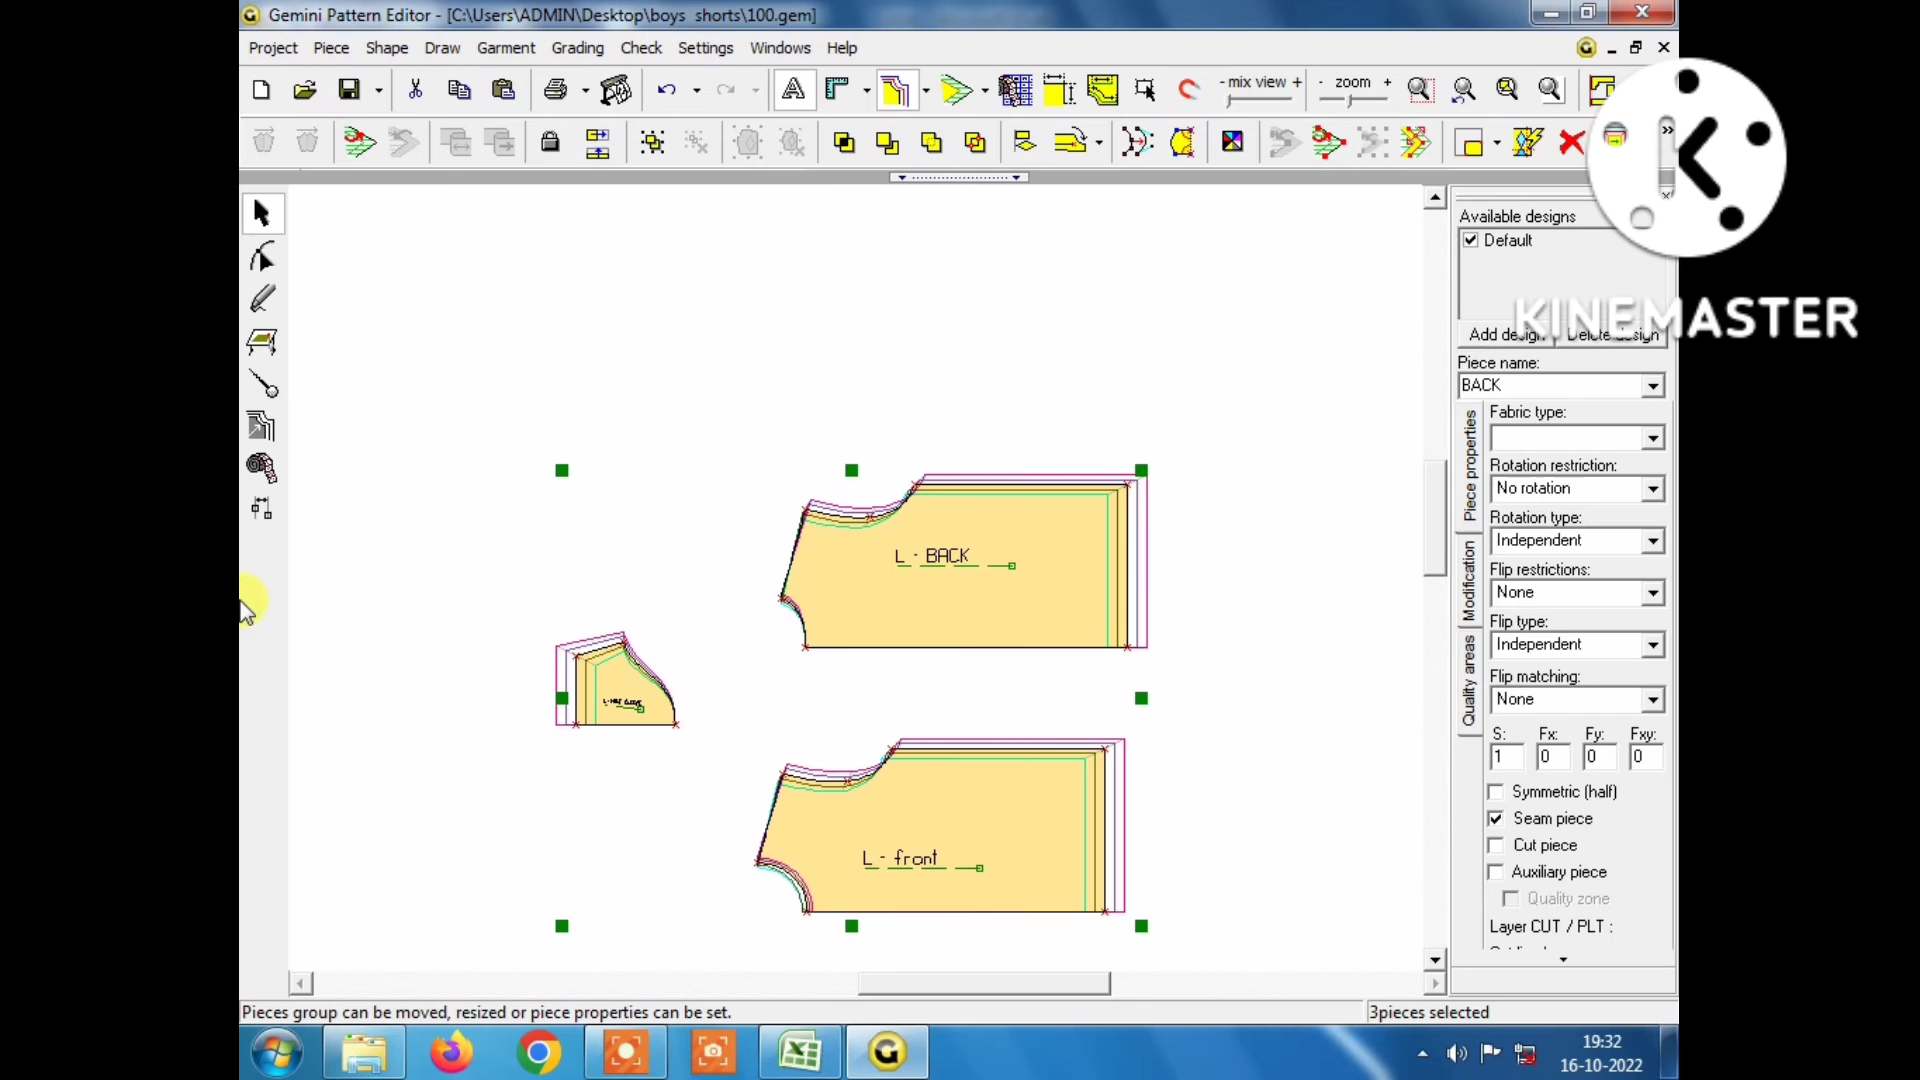 Gemini Pattern Editor - [C:\Users\ADMIN\Desktop\boys shorts\100.gem]
Project Piece Shape Draw Garment Grading Check Settings Windows Help
- mix view + - zoom +
KINEMASTER
Available designs
Default
Add design Delete design
Piece name:
BACK
Fabric type:
Rotation restriction:
No rotation
Rotation type:
Independent
Flip restrictions:
None
Flip type:
Independent
Flip matching:
None
S: Fx: Fy: Fxy:
1 0 0 0
Symmetric (half)
Seam piece
Cut piece
Auxiliary piece
Quality zone
Layer CUT / PLT :
Piece properties
Modification
Quality areas
L - BACK
L - front
Pieces group can be moved, resized or piece properties can be set.
3pieces selected
19:32
16-10-2022